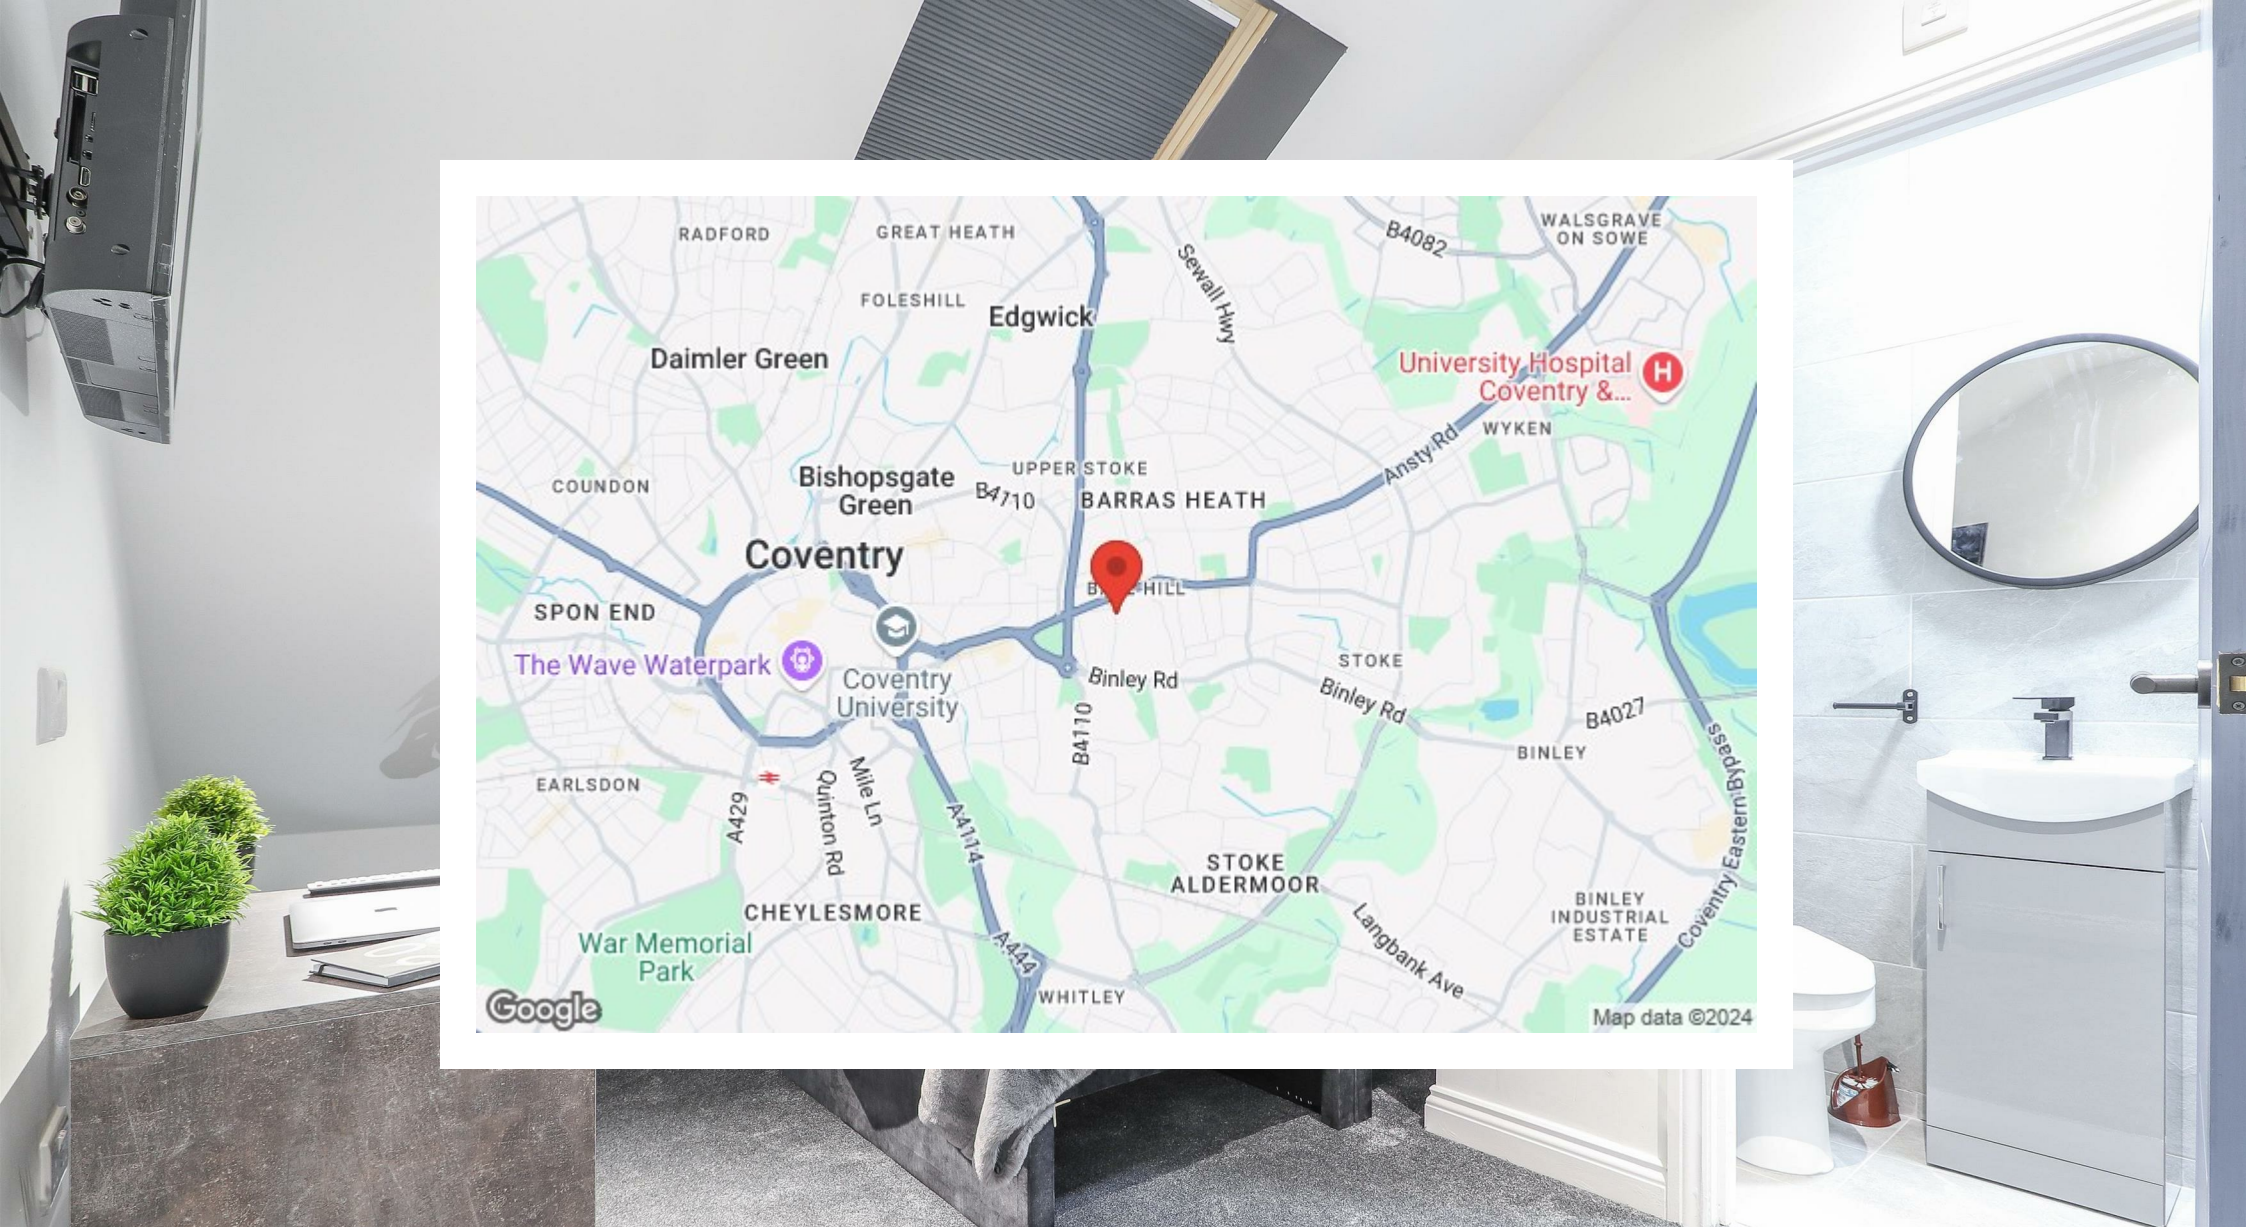 RADFORD
GREAT HEATH
B4082
WALSGRAVE
ON SOWE
Sewall Hwy
FOLESHILL
Edgwick
Daimler Green
University Hospital
Coventry &...
H
WYKEN
Ansty Rd
UPPER STOKE
COUNDON
Bishopsgate
Green
B4710
BARRAS HEATH
Coventry
HILL
SPON END
The Wave Waterpark
Coventry
University
Binley Rd
STOKE
Binley Rd
B4027
B4110
BINLEY
EARLSDON
A429
Quinton Rd
Mile Ln
A4114
Coventry Eastern Bypass
STOKE
ALDERMOOR
CHEYLESMORE
BINLEY
INDUSTRIAL
ESTATE
War Memorial
Park
Langbank Ave
A444
WHITLEY
Google
Map data ©2024